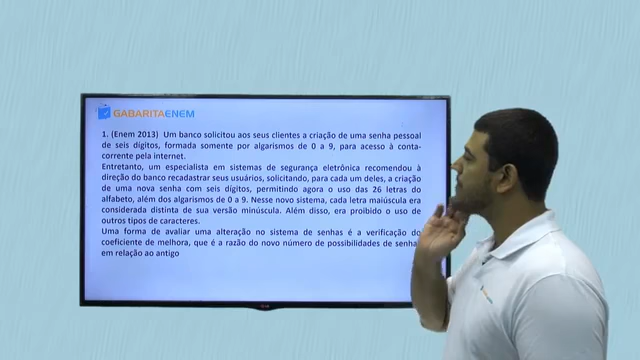 GABARITAENEM
1. (Enem 2013) Um banco solicitou aos seus clientes a criação de uma senha pessoal
de seis dígitos, formada somente por algarismos de 0 a 9, para acesso à conta-
corrente pela internet.
Entretanto, um especialista em sistemas de segurança eletrônica recomendou à
direção do banco recadastrar seus usuários, solicitando, para cada um deles, a criação
de uma nova senha com seis dígitos, permitindo agora o uso das 26 letras do
alfabeto, além dos algarismos de 0 a 9. Nesse novo sistema, cada letra maiúscula era
considerada distinta de sua versão minúscula. Além disso, era proibido o uso de
outros tipos de caracteres.
Uma forma de avaliar uma alteração no sistema de senhas é a verificação do
coeficiente de melhora, que é a razão do novo número de possibilidades de senha
em relação ao antigo